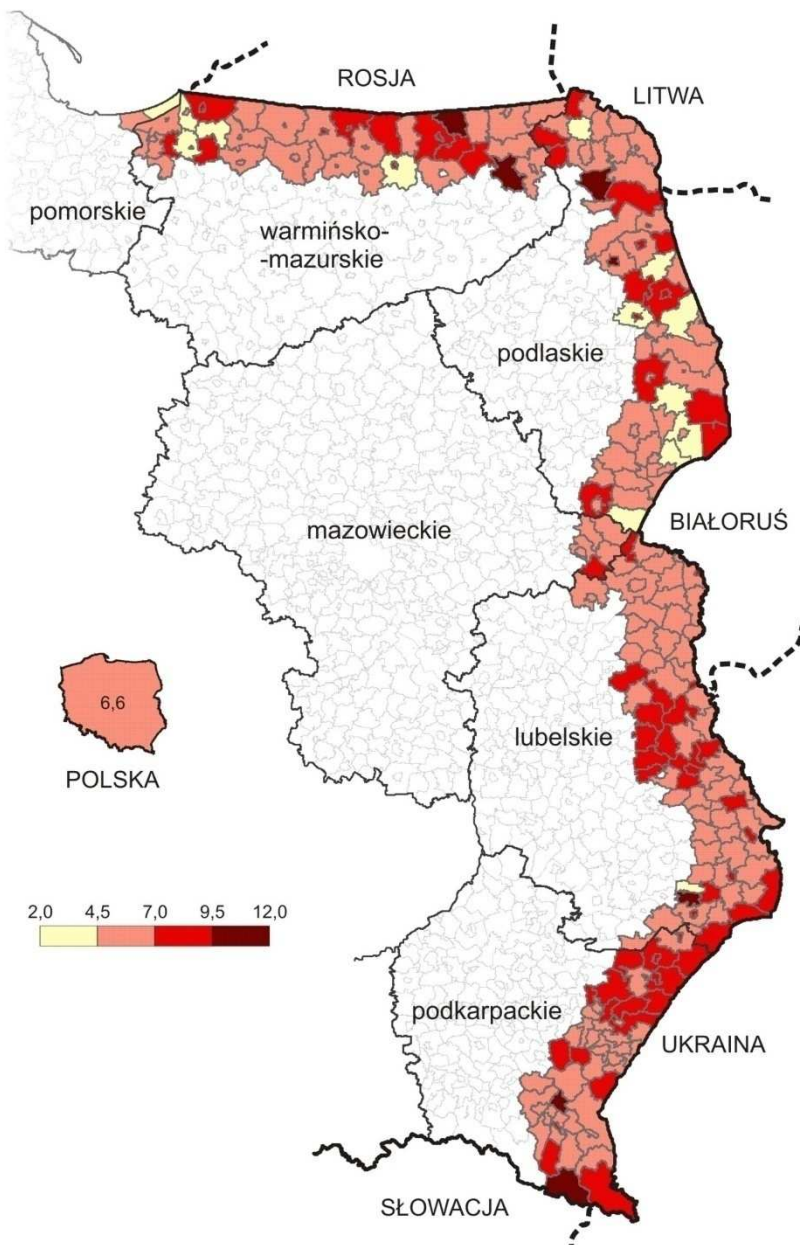 ROSJA
LITWA
pomorskie
warmińsko-
-mazurskie
podlaskie
mazowieckie
BIAŁORUŚ
6,6
POLSKA
lubelskie
2,0 4,5 7,0 9,5 12,0
podkarpackie
UKRAINA
SŁOWACJA